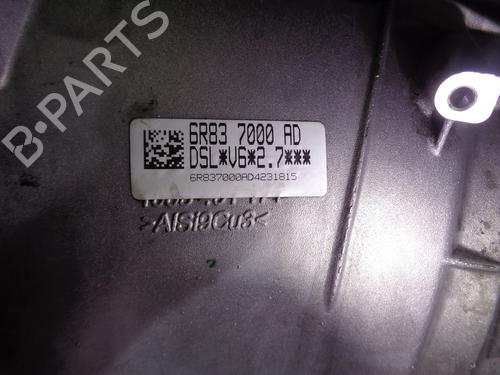 B-PARTS
6R83 7000 AD
DSL*V6*2.7***
6R837000AD4231815
>AlSi9Cu3<